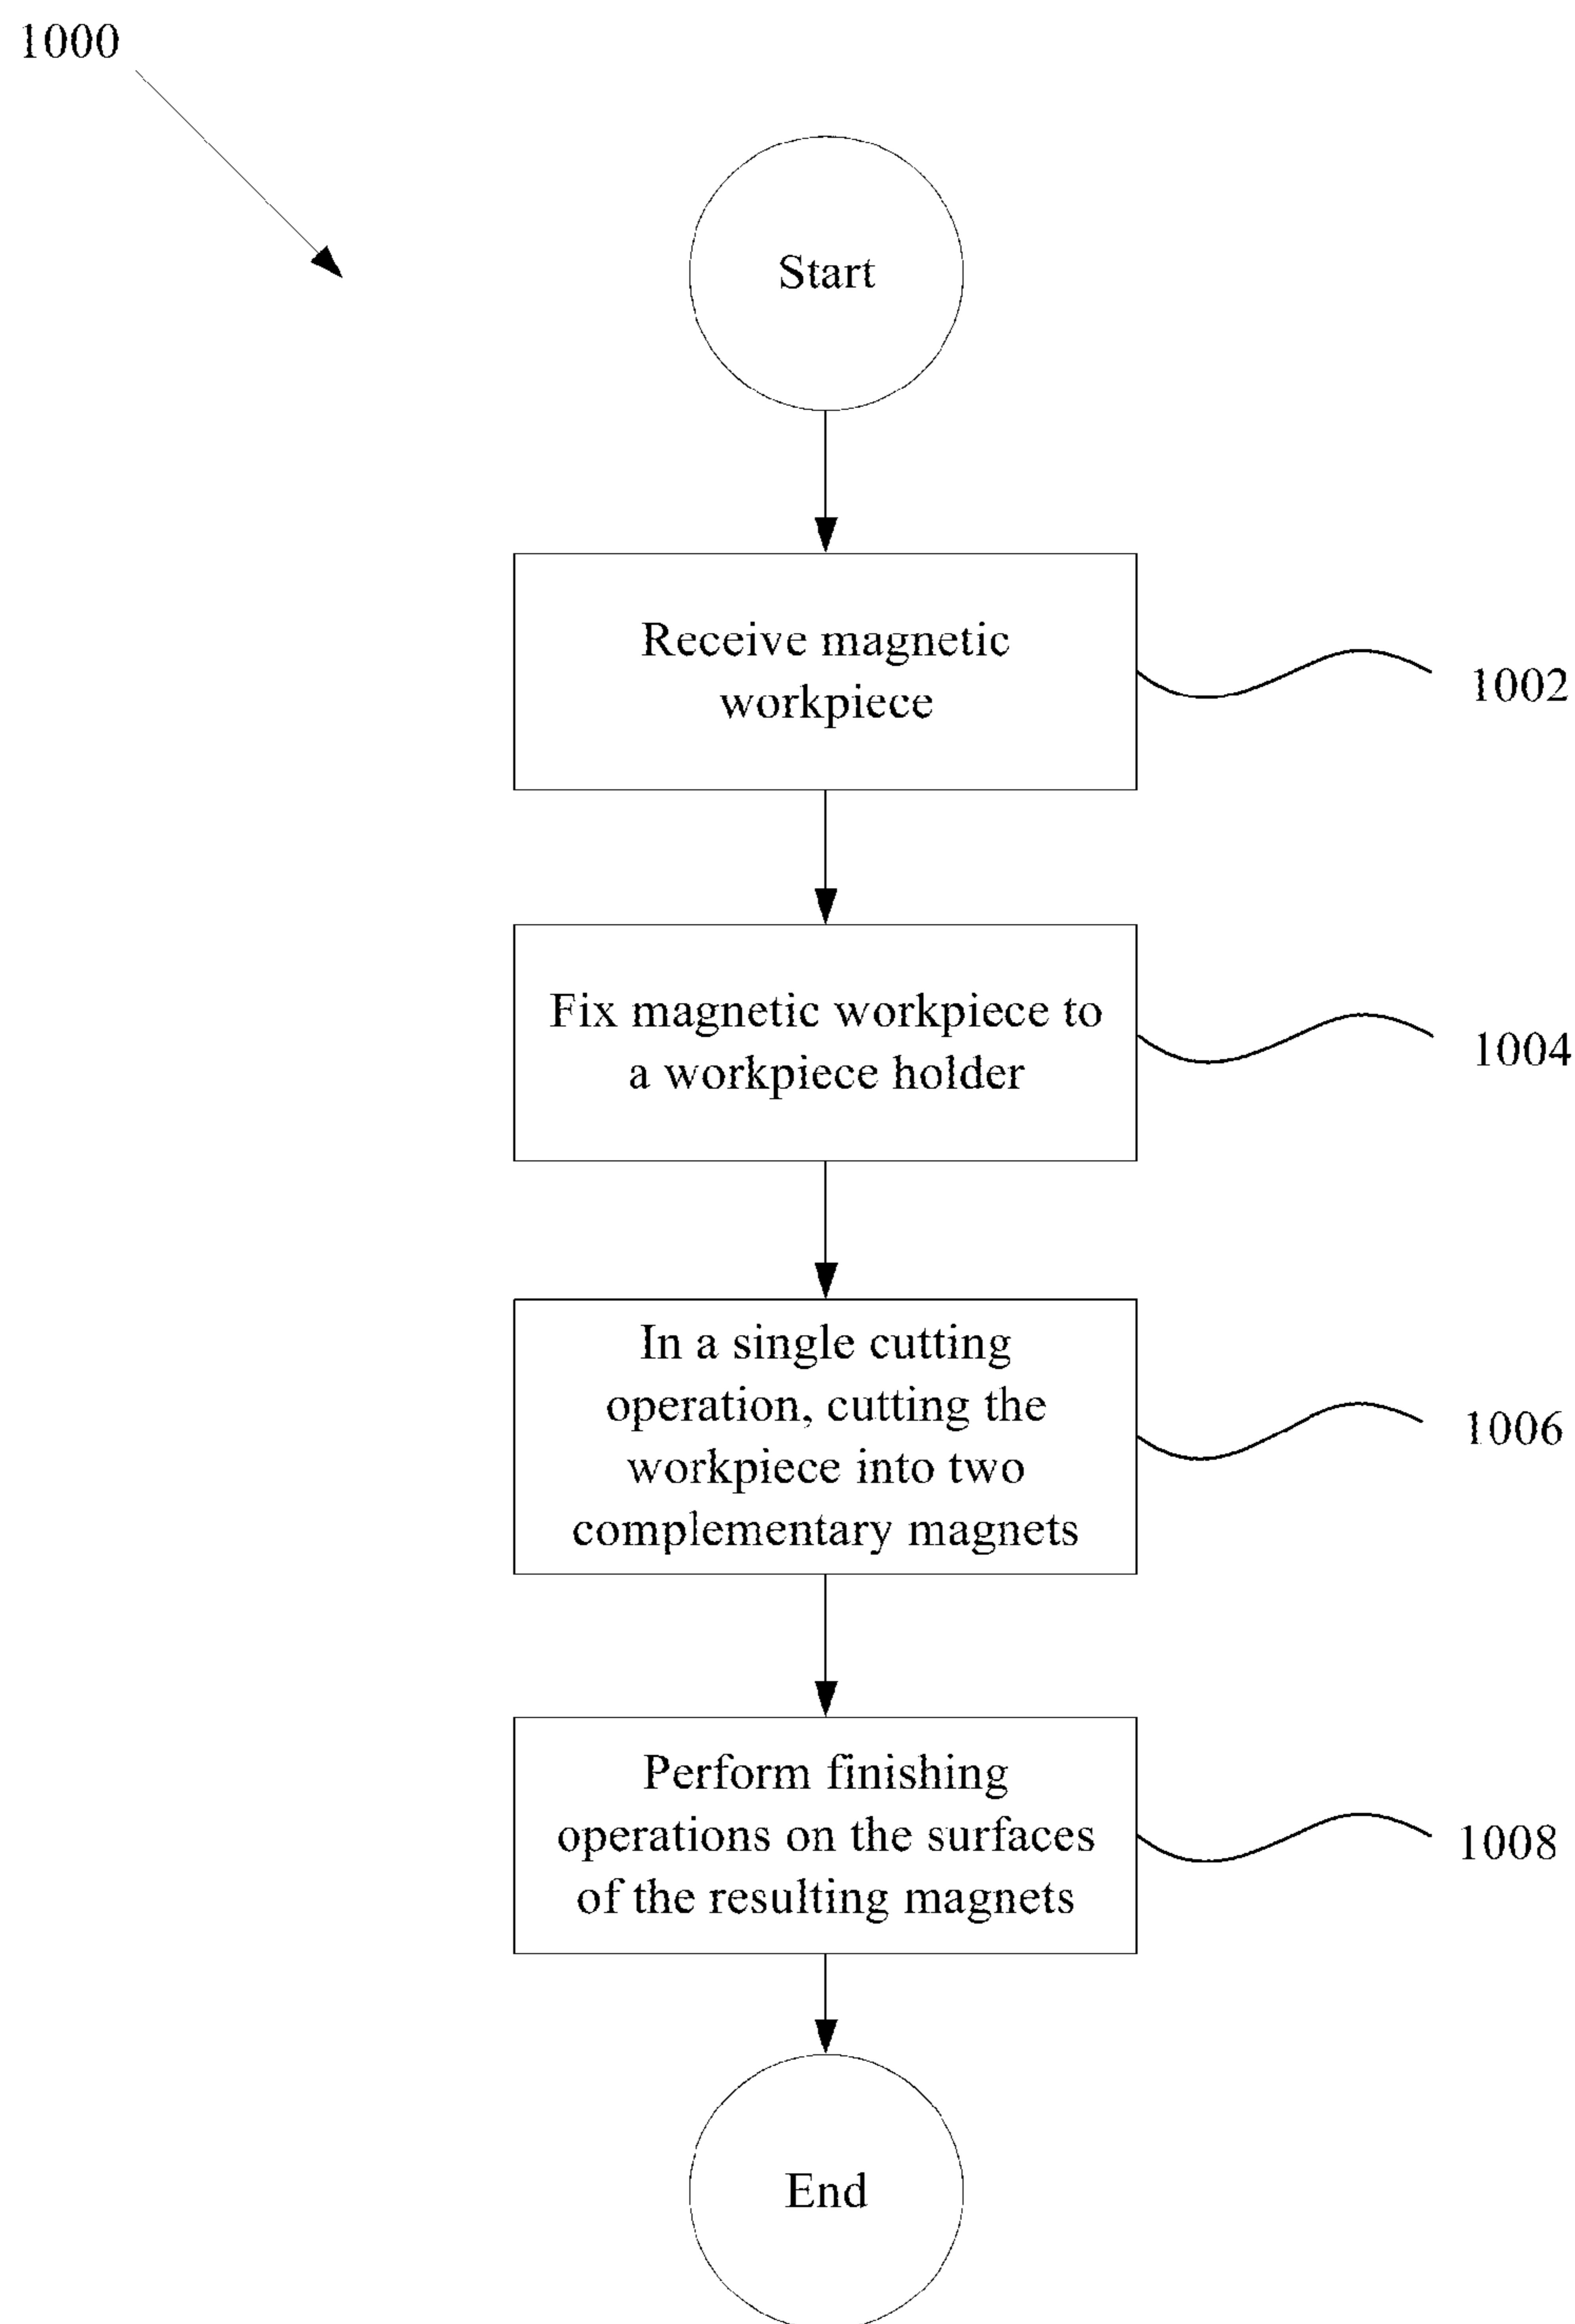 1000
Start
Receive magnetic
workpiece
1002
Fix magnetic workpiece to
a workpiece holder
1004
In a single cutting
operation, cutting the
workpiece into two
complementary magnets
1006
Perform finishing
operations on the surfaces
of the resulting magnets
1008
End